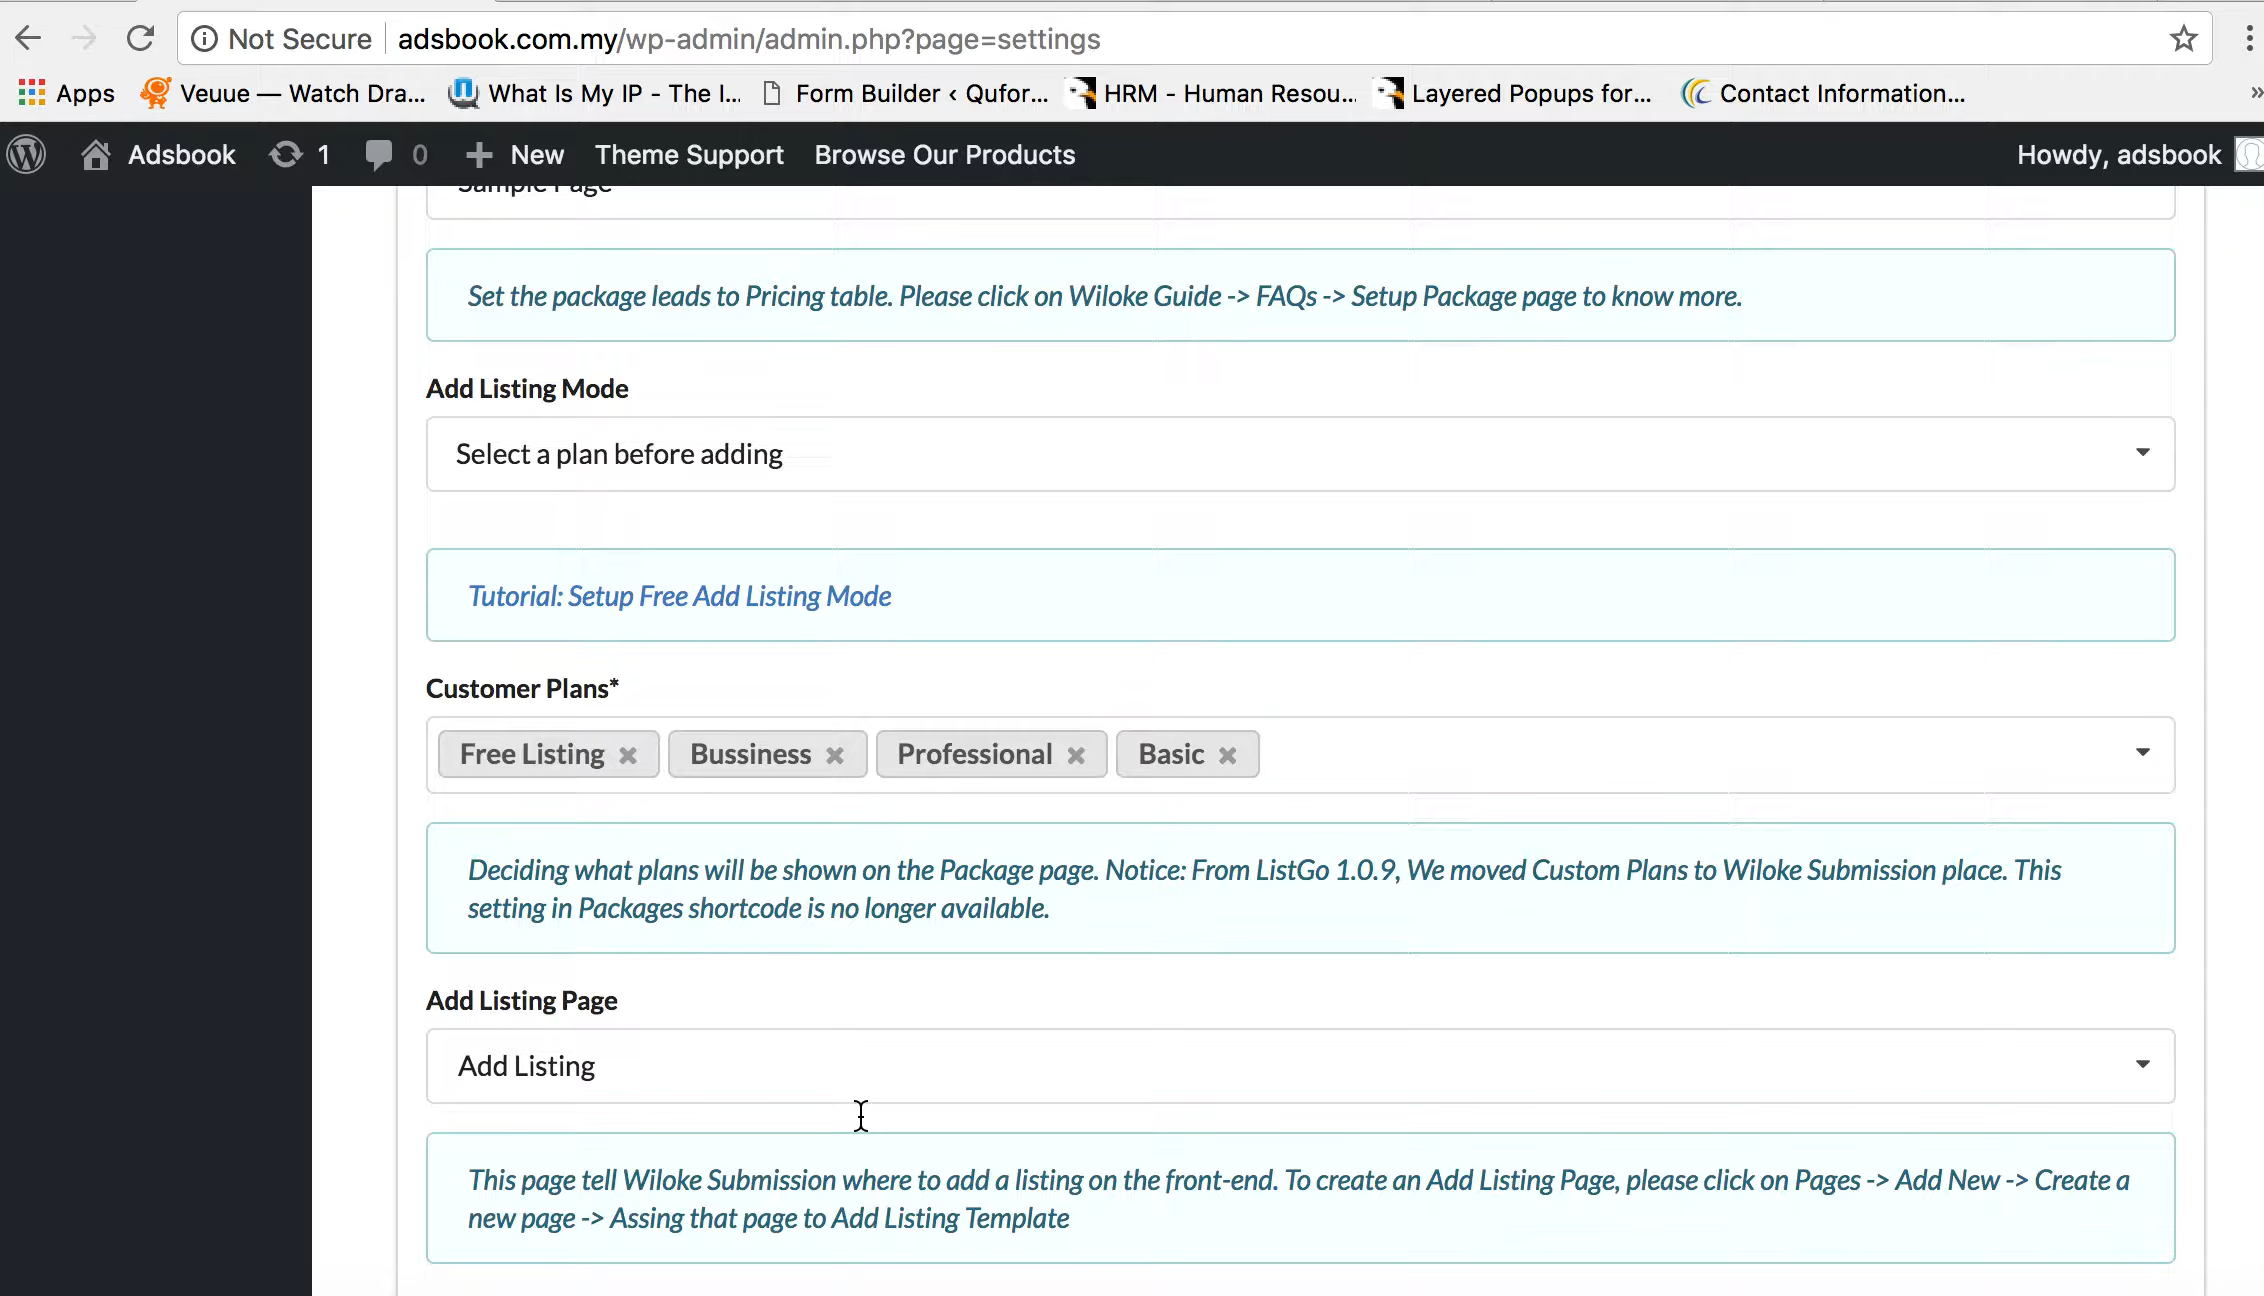 Not Secure adsbook.com.my/wp-admin/admin.php?page=settings
Apps Veuue — Watch Dra... What Is My IP - The I... Form Builder ‹ Qufor... HRM - Human Resou... Layered Popups for... Contact Information... »
Adsbook 1 0 New Theme Support Browse Our Products Howdy, adsbook
Sample Page
Set the package leads to Pricing table. Please click on Wiloke Guide -> FAQs -> Setup Package page to know more.
Add Listing Mode
Select a plan before adding
Tutorial: Setup Free Add Listing Mode
Customer Plans*
Free Listing × Bussiness × Professional × Basic ×
Deciding what plans will be shown on the Package page. Notice: From ListGo 1.0.9, We moved Custom Plans to Wiloke Submission place. This
setting in Packages shortcode is no longer available.
Add Listing Page
Add Listing
This page tell Wiloke Submission where to add a listing on the front-end. To create an Add Listing Page, please click on Pages -> Add New -> Create a
new page -> Assing that page to Add Listing Template